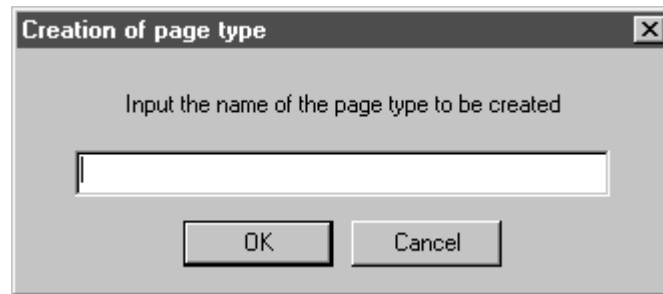 Creation of page type
Input the name of the page type to be created
OK
Cancel